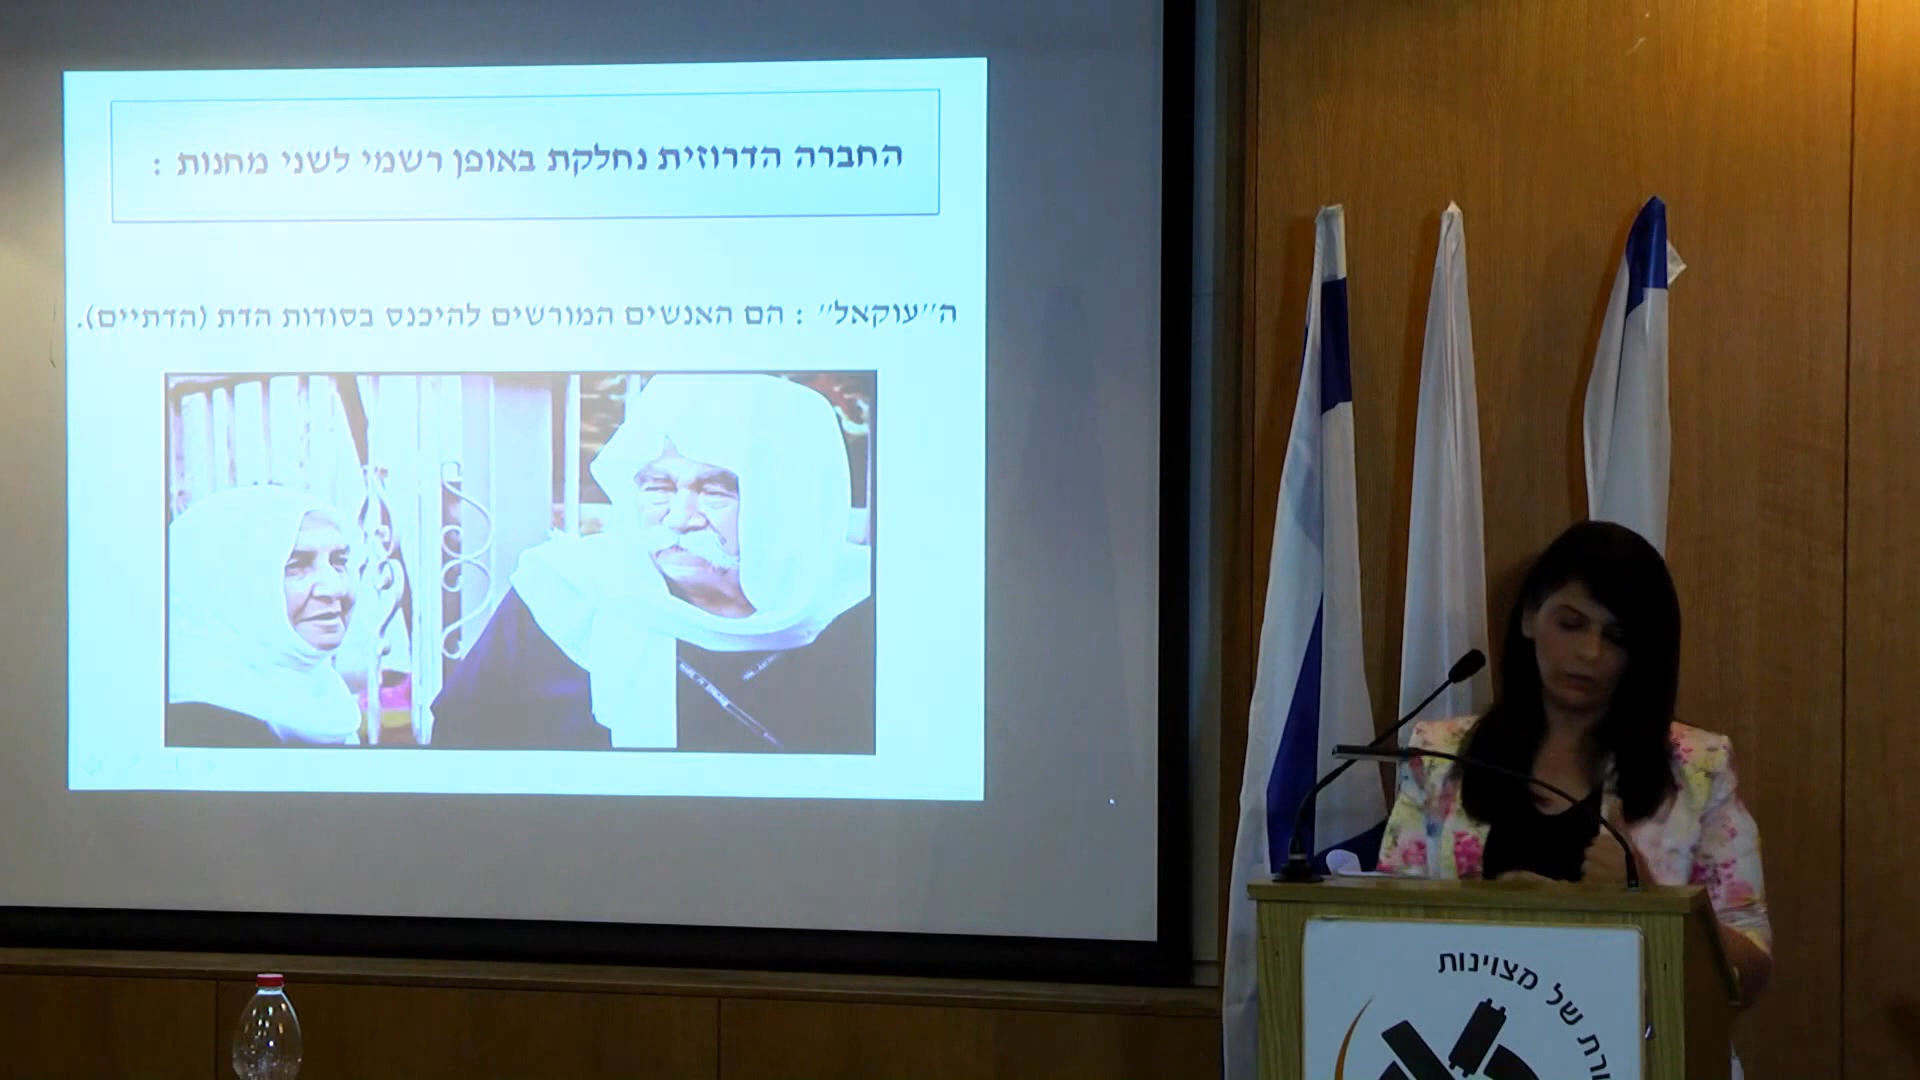 החברה הדרוזית נחלקת באופן רשמי לשני מחנות :
ה''עוקאל'' : הם האנשים המורשים להיכנס בסודות הדת (הדתיים).
של מצוינות